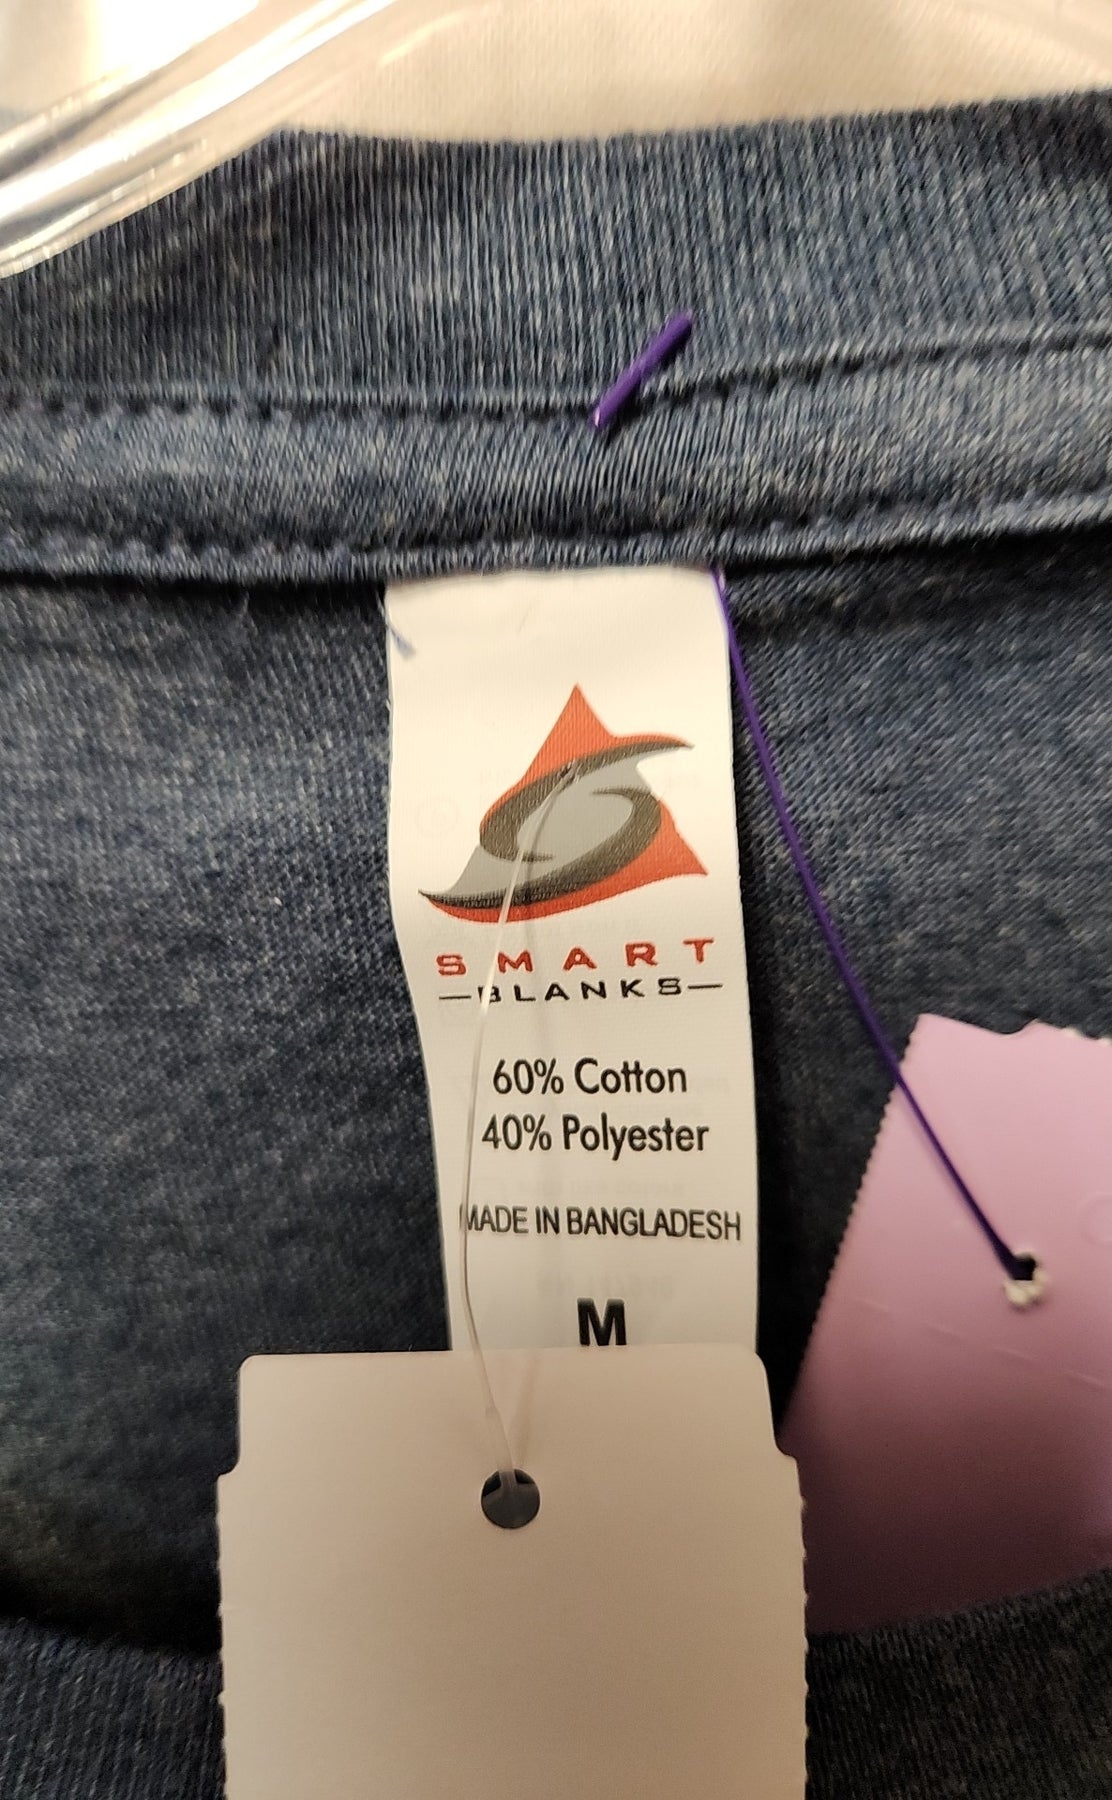 SMART
BLANKS
60% Cotton
40% Polyester
MADE IN BANGLADESH
M